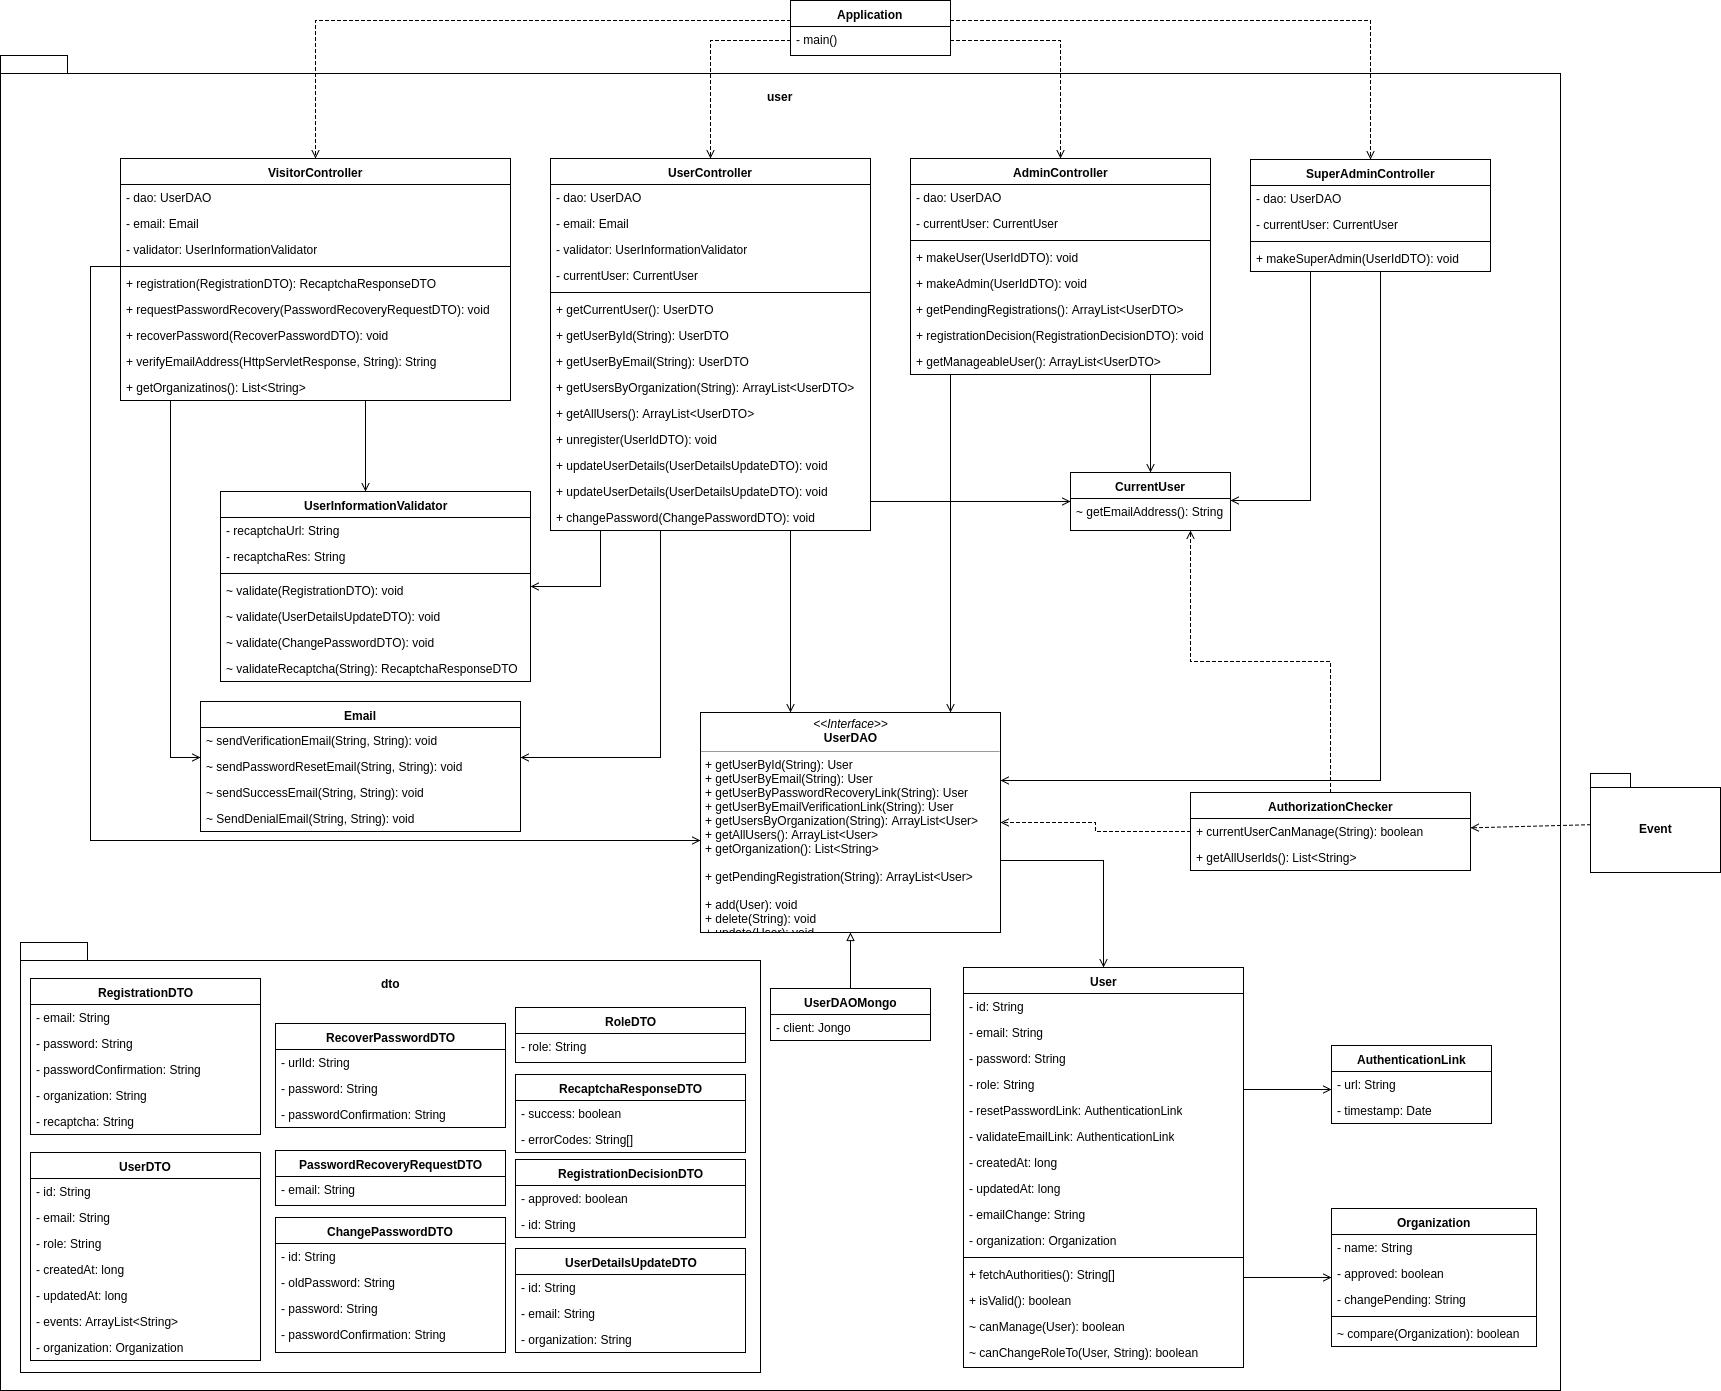 Application
- main()
user
VisitorController
- dao: UserDAO
- email: Email
- validator: UserInformationValidator
+ registration(RegistrationDTO): RecaptchaResponseDTO
+ requestPasswordRecovery(PasswordRecoveryRequestDTO): void
+ recoverPassword(RecoverPasswordDTO): void
+ verifyEmailAddress(HttpServletResponse, String): String
+ getOrganizatinos(): List<String>
UserController
- dao: UserDAO
- email: Email
- validator: UserInformationValidator
- currentUser: CurrentUser
+ getCurrentUser(): UserDTO
+ getUserById(String): UserDTO
+ getUserByEmail(String): UserDTO
+ getUsersByOrganization(String): ArrayList<UserDTO>
+ getAllUsers(): ArrayList<UserDTO>
+ unregister(UserIdDTO): void
+ updateUserDetails(UserDetailsUpdateDTO): void
+ updateUserDetails(UserDetailsUpdateDTO): void
+ changePassword(ChangePasswordDTO): void
AdminController
- dao: UserDAO
- currentUser: CurrentUser
+ makeUser(UserIdDTO): void
+ makeAdmin(UserIdDTO): void
+ getPendingRegistrations(): ArrayList<UserDTO>
+ registrationDecision(RegistrationDecisionDTO): void
+ getManageableUser(): ArrayList<UserDTO>
SuperAdminController
- dao: UserDAO
- currentUser: CurrentUser
+ makeSuperAdmin(UserIdDTO): void
UserInformationValidator
- recaptchaUrl: String
- recaptchaRes: String
~ validate(RegistrationDTO): void
~ validate(UserDetailsUpdateDTO): void
~ validate(ChangePasswordDTO): void
~ validateRecaptcha(String): RecaptchaResponseDTO
CurrentUser
~ getEmailAddress(): String
Email
~ sendVerificationEmail(String, String): void
~ sendPasswordResetEmail(String, String): void
~ sendSuccessEmail(String, String): void
~ SendDenialEmail(String, String): void
<<Interface>>
UserDAO
+ getUserById(String): User
+ getUserByEmail(String): User
+ getUserByPasswordRecoveryLink(String): User
+ getUserByEmailVerificationLink(String): User
+ getUsersByOrganization(String): ArrayList<User>
+ getAllUsers(): ArrayList<User>
+ getOrganization(): List<String>
+ getPendingRegistration(String): ArrayList<User>
+ add(User): void
+ delete(String): void
+ update(User): void
AuthorizationChecker
+ currentUserCanManage(String): boolean
+ getAllUserIds(): List<String>
Event
dto
RegistrationDTO
- email: String
- password: String
- passwordConfirmation: String
- organization: String
- recaptcha: String
UserDTO
- id: String
- email: String
- role: String
- createdAt: long
- updatedAt: long
- events: ArrayList<String>
- organization: Organization
RecoverPasswordDTO
- urlId: String
- password: String
- passwordConfirmation: String
PasswordRecoveryRequestDTO
- email: String
ChangePasswordDTO
- id: String
- oldPassword: String
- password: String
- passwordConfirmation: String
RoleDTO
- role: String
RecaptchaResponseDTO
- success: boolean
- errorCodes: String[]
RegistrationDecisionDTO
- approved: boolean
- id: String
UserDetailsUpdateDTO
- id: String
- email: String
- organization: String
UserDAOMongo
- client: Jongo
User
- id: String
- email: String
- password: String
- role: String
- resetPasswordLink: AuthenticationLink
- validateEmailLink: AuthenticationLink
- createdAt: long
- updatedAt: long
- emailChange: String
- organization: Organization
+ fetchAuthorities(): String[]
+ isValid(): boolean
~ canManage(User): boolean
~ canChangeRoleTo(User, String): boolean
AuthenticationLink
- url: String
- timestamp: Date
Organization
- name: String
- approved: boolean
- changePending: String
~ compare(Organization): boolean